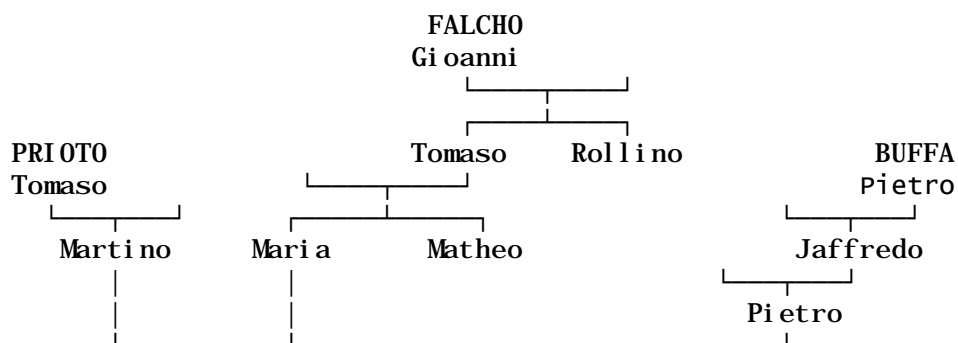 FALCHO
Gioanni
PRIOTO Tomaso Rollino BUFFA
Tomaso Pietro
Martino Maria Matheo Jaffredo
Pietro